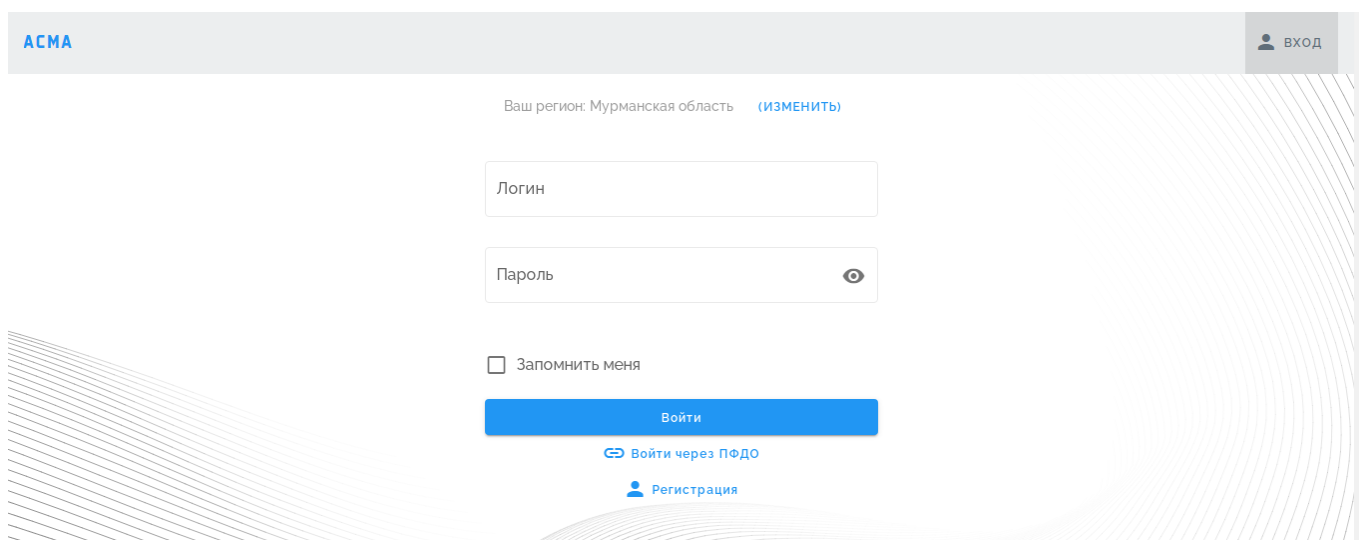 АСМА
ВХОД
Ваш регион: Мурманская область (ИЗМЕНИТЬ)
Логин
Пароль
Запомнить меня
Войти
Войти через ПФДО
Регистрация